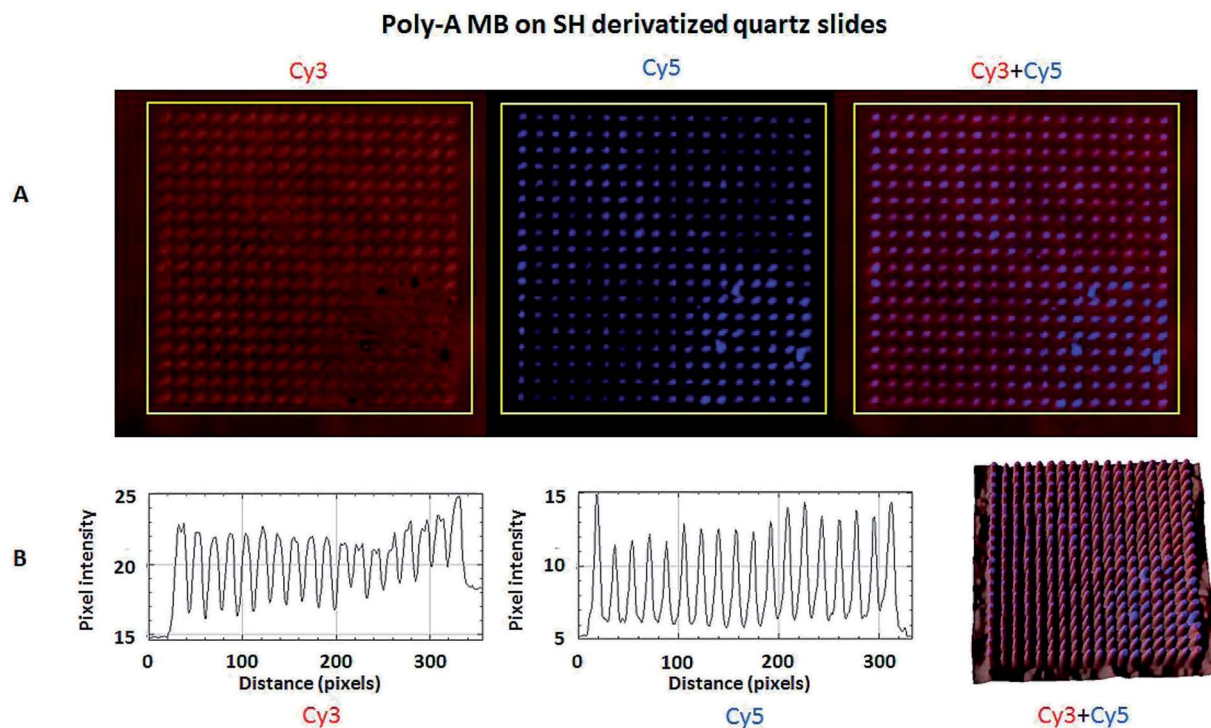 Poly-A MB on SH derivatized quartz slides
Cy3
Cy5
Cy3+Cy5
A
B
Pixel intensity
25
20
15
0
100
200
300
Distance (pixels)
Cy3
Pixel intensity
15
10
5
0
100
200
300
Distance (pixels)
Cy5
Cy3+Cy5